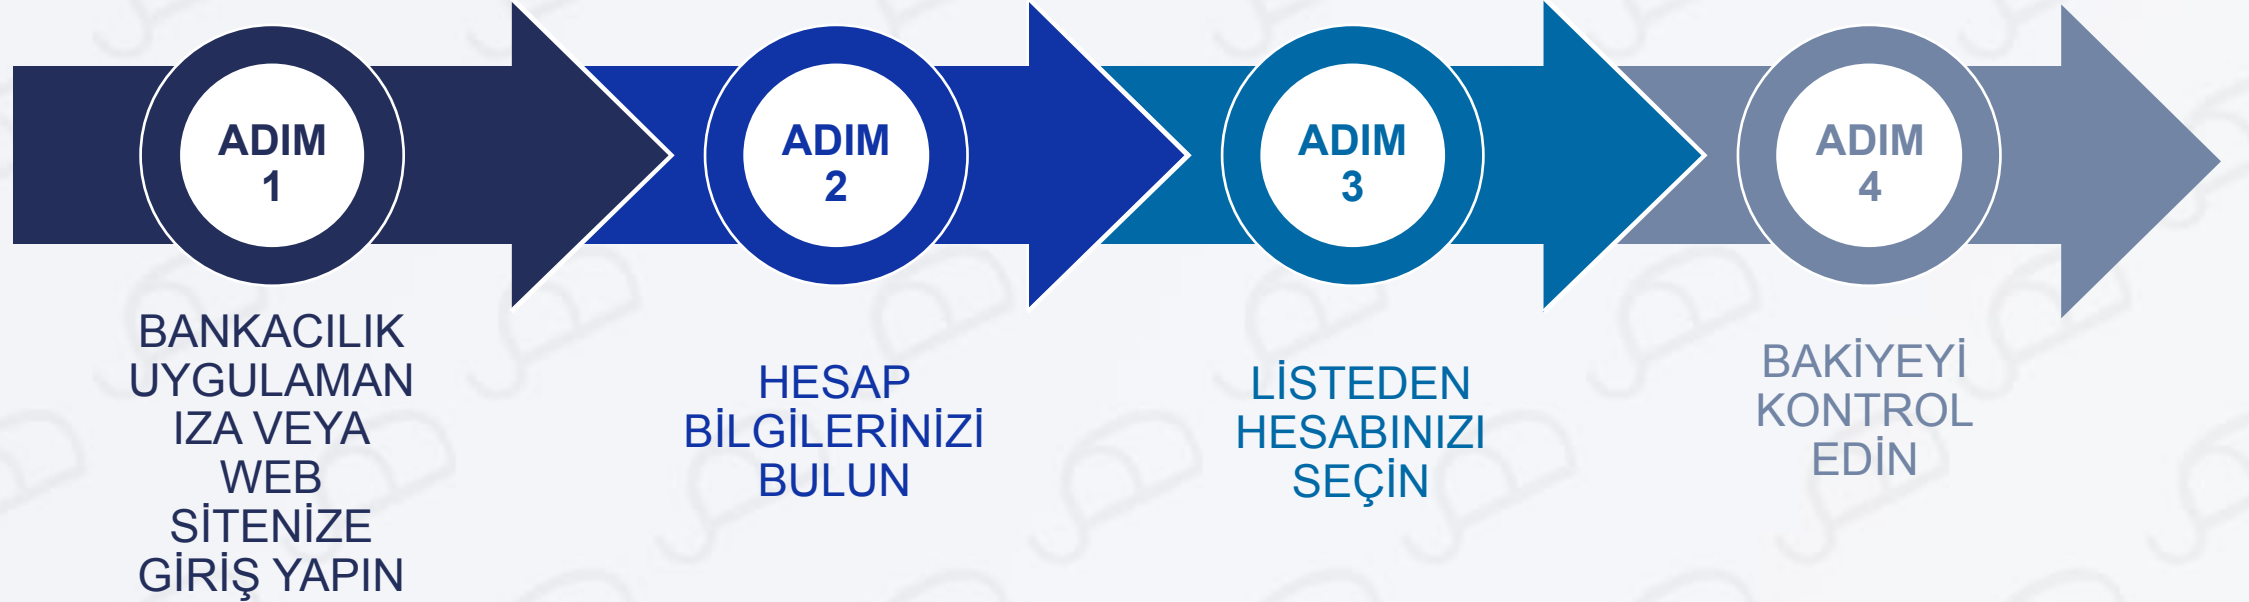 ADIM
1
BANKACILIK
UYGULAMAN
IZA VEYA
WEB
SİTENİZE
GİRİŞ YAPIN
ADIM
2
HESAP
BİLGİLERİNİZİ
BULUN
ADIM
3
LİSTEDEN
HESABINIZI
SEÇİN
ADIM
4
BAKİYEYİ
KONTROL
EDİN